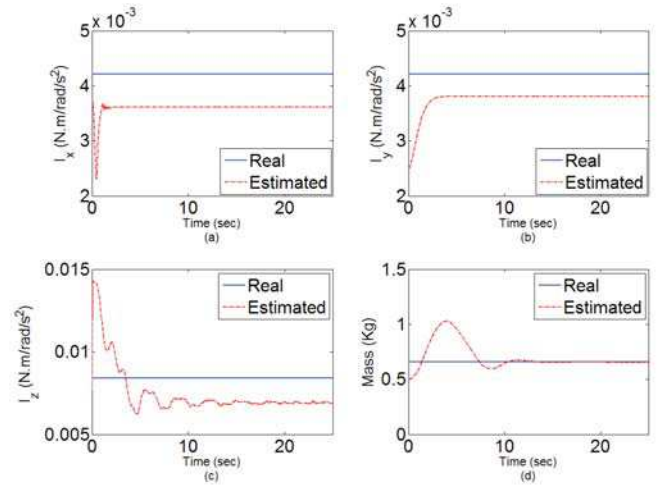 5 x 10⁻³
4
3
2
I_x (N.m/rad/s²)
Real
Estimated
0 10 20
Time (sec)
(a)
5 x 10⁻³
4
3
2
I_y (N.m/rad/s²)
Real
Estimated
0 10 20
Time (sec)
(b)
0.015
0.01
0.005
I_z (N.m/rad/s²)
Real
Estimated
0 10 20
Time (sec)
(c)
1.5
1
0.5
0
Mass (Kg)
Real
Estimated
0 10 20
Time (sec)
(d)